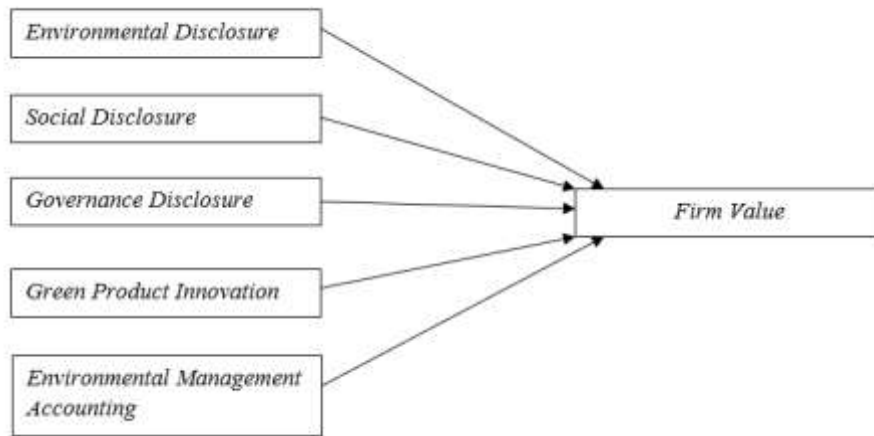 Environmental Disclosure
Social Disclosure
Governance Disclosure
Firm Value
Green Product Innovation
Environmental Management
Accounting